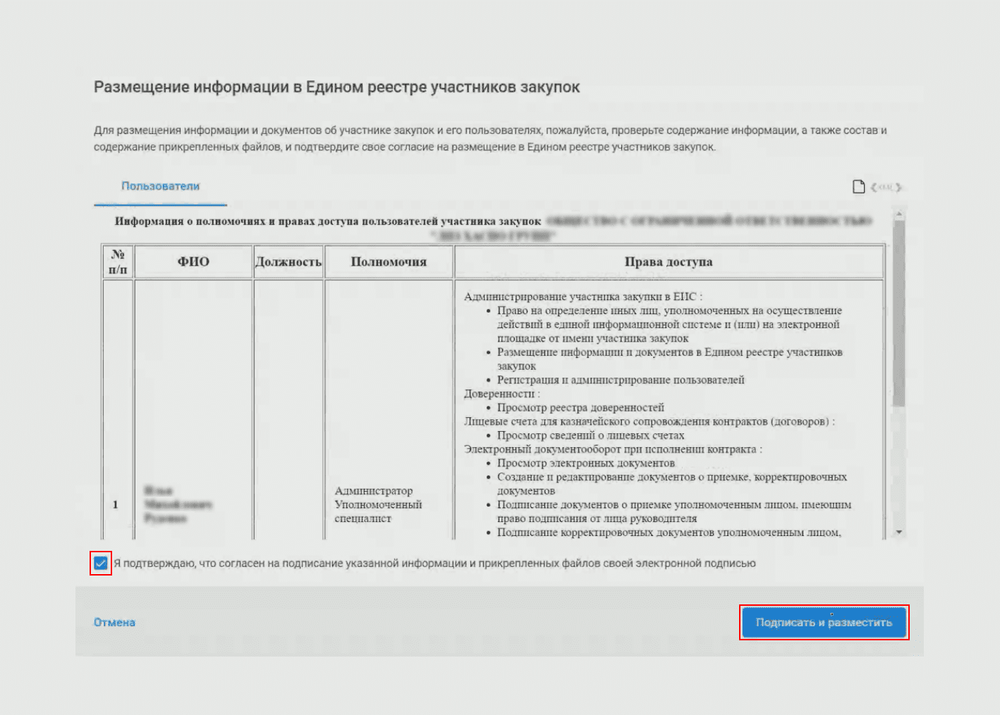 Размещение информации в Едином реестре участников закупок
Для размещения информации и документов об участнике закупок и его пользователях, пожалуйста, проверьте содержание информации, а также состав и
содержание прикрепленных файлов, и подтвердите свое согласие на размещение в Едином реестре участников закупок.
Пользователи
Информация о полномочиях и правах доступа пользователей участника закупок ОБЩЕСТВО С ОГРАНИЧЕННОЙ ОТВЕТСТВЕННОСТЬЮ
№ п/п
ФИО
Должность
Полномочия
Права доступа
1
Администратор
Уполномоченный
специалист
Администрирование участника закупки в ЕИС :
• Право на определение иных лиц, уполномоченных на осуществление
действий в единой информационной системе и (или) на электронной
площадке от имени участника закупок
• Размещение информации и документов в Едином реестре участников
закупок
• Регистрация и администрирование пользователей
Доверенности :
• Просмотр реестра доверенностей
Лицевые счета для казначейского сопровождения контрактов (договоров) :
• Просмотр сведений о лицевых счетах
Электронный документооборот при исполнении контракта :
• Просмотр электронных документов
• Создание и редактирование документов о приемке, корректировочных
документов
• Подписание документов о приемке уполномоченным лицом, имеющим
право подписания от лица руководителя
• Подписание корректировочных документов уполномоченным лицом,
Я подтверждаю, что согласен на подписание указанной информации и прикрепленных файлов своей электронной подписью
Отмена
Подписать и разместить